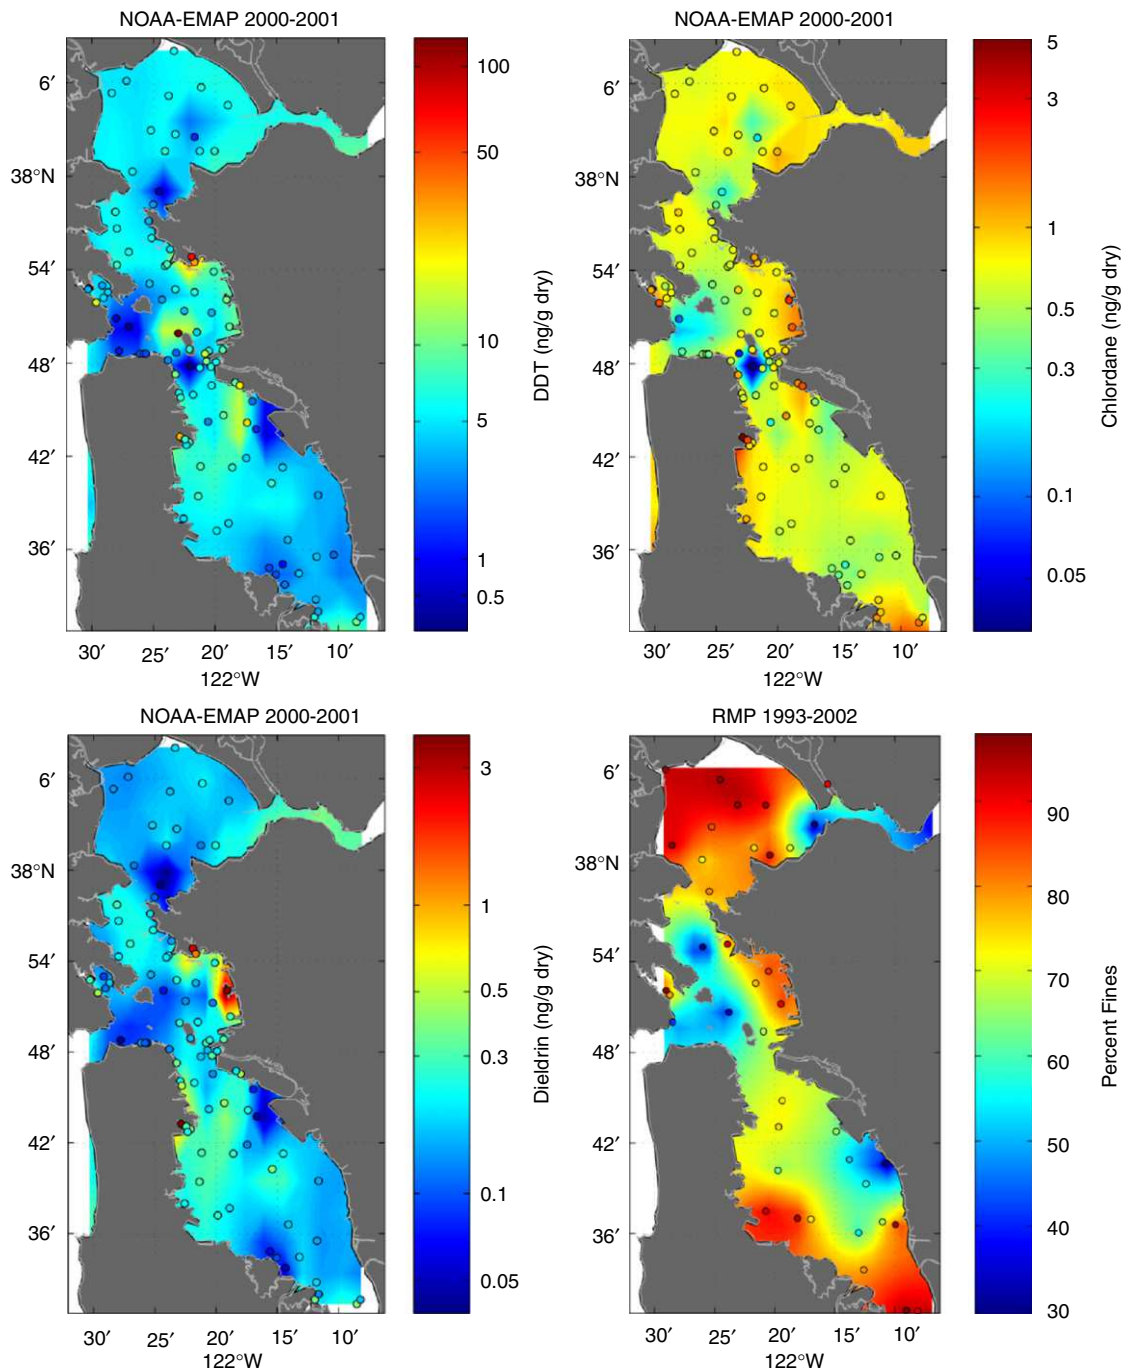 NOAA-EMAP 2000-2001
6′
38°N
54′
48′
42′
36′
30′ 25′ 20′ 15′ 10′
122°W
100
50
10
5
1
0.5
DDT (ng/g dry)
NOAA-EMAP 2000-2001
6′
38°N
54′
48′
42′
36′
30′ 25′ 20′ 15′ 10′
122°W
5
3
1
0.5
0.3
0.1
0.05
Chlordane (ng/g dry)
NOAA-EMAP 2000-2001
6′
38°N
54′
48′
42′
36′
30′ 25′ 20′ 15′ 10′
122°W
3
1
0.5
0.3
0.1
0.05
Dieldrin (ng/g dry)
RMP 1993-2002
6′
38°N
54′
48′
42′
36′
30′ 25′ 20′ 15′ 10′
122°W
90
80
70
60
50
40
30
Percent Fines